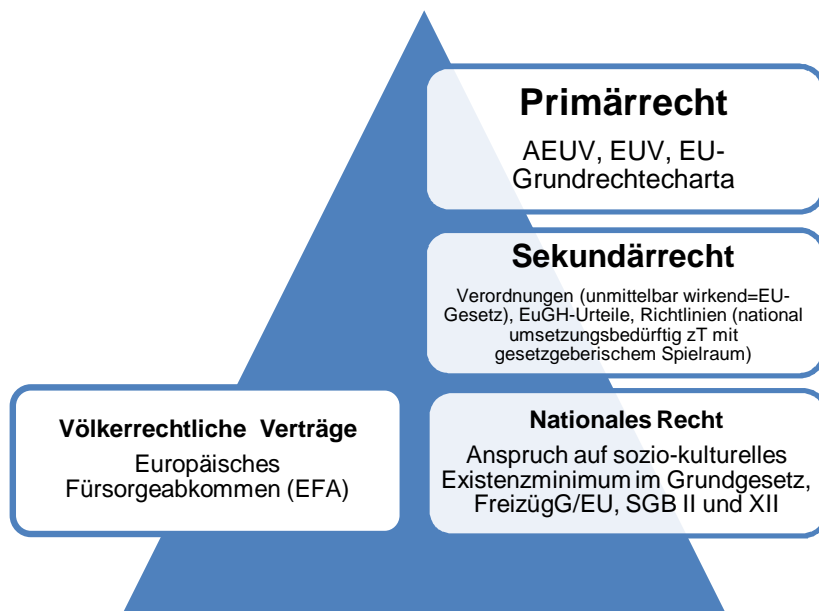 Primärrecht
AEUV, EUV, EU-
Grundrechtecharta
Sekundärrecht
Verordnungen (unmittelbar wirkend=EU-
Gesetz), EuGH-Urteile, Richtlinien (national
umsetzungsbedürftig zT mit
gesetzgeberischem Spielraum)
Völkerrechtliche Verträge
Europäisches
Fürsorgeabkommen (EFA)
Nationales Recht
Anspruch auf sozio-kulturelles
Existenzminimum im Grundgesetz,
FreizügG/EU, SGB II und XII